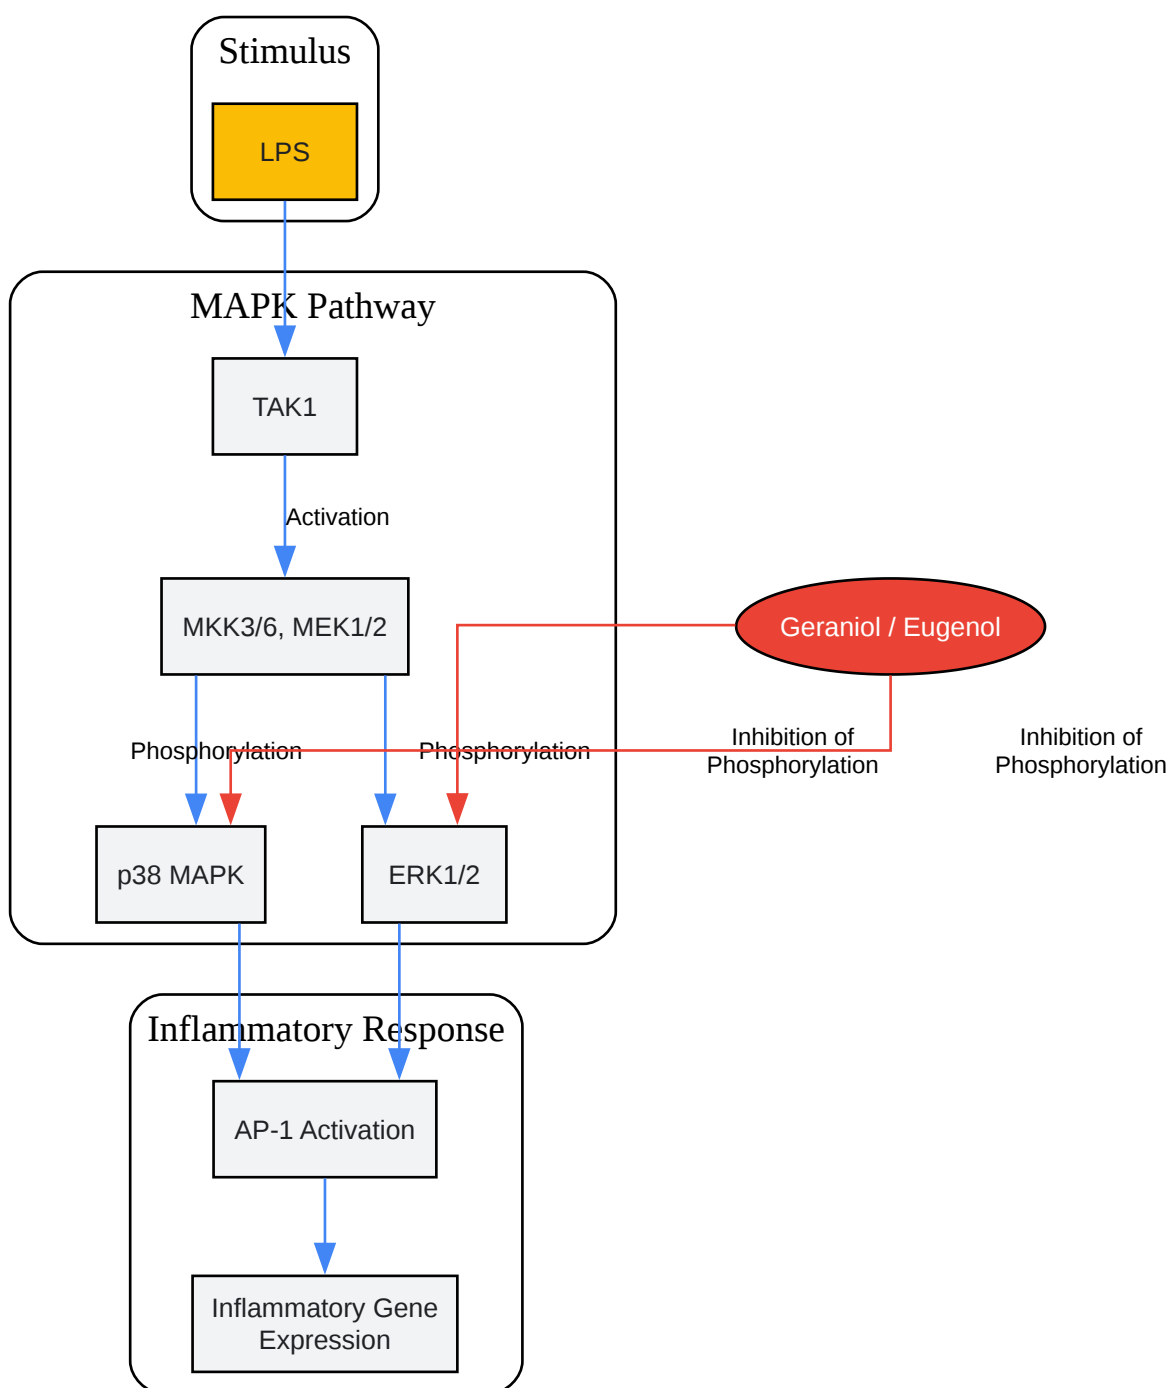 Stimulus
LPS
MAPK Pathway
TAK1
Activation
MKK3/6, MEK1/2
Geraniol / Eugenol
Phosphorylation
Phosphorylation
Inhibition of
Phosphorylation
Inhibition of
Phosphorylation
p38 MAPK
ERK1/2
Inflammatory Response
AP-1 Activation
Inflammatory Gene
Expression